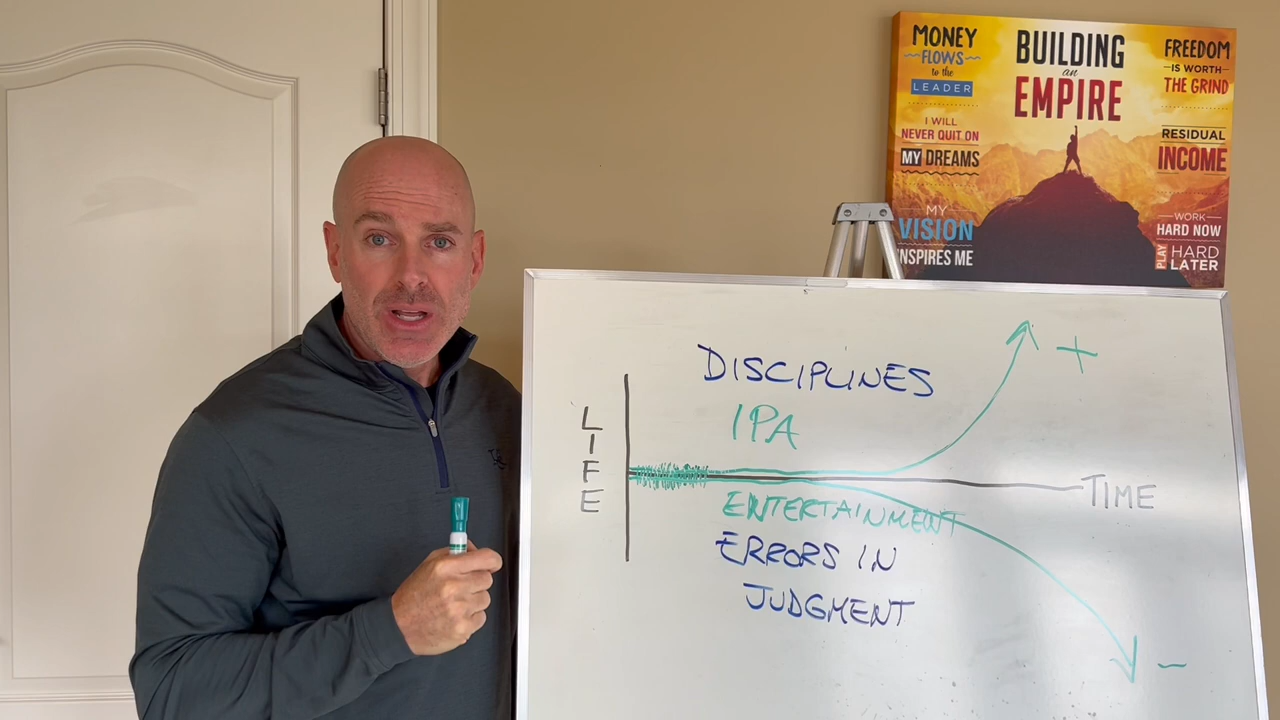 MONEY
FLOWS
to the
LEADER
I WILL
NEVER QUIT ON
MY DREAMS
MY
VISION
INSPIRES ME
BUILDING
an
EMPIRE
FREEDOM
IS WORTH
THE GRIND
RESIDUAL
INCOME
WORK
HARD NOW
PLAY HARD
LATER
LIFE
DISCIPLINES
IPA
TIME
ENTERTAINMENT
ERRORS IN
JUDGMENT
+
−